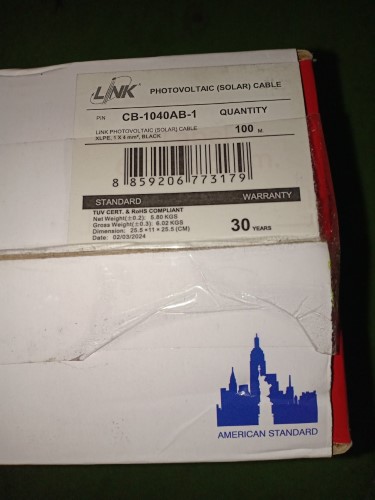 LINK
PHOTOVOLTAIC (SOLAR) CABLE
P/N CB-1040AB-1 QUANTITY
LINK PHOTOVOLTAIC (SOLAR) CABLE
XLPE, 1 X 4 mm², BLACK
100 M.
8 859206 773179
STANDARD WARRANTY
TUV CERT. & RoHS COMPLIANT
Net Weight(±0.2): 5.80 KGS
Gross Weight(±0.3): 6.02 KGS
Dimension: 25.5 × 11 × 25.5 (CM)
Date: 02/03/2024
30 YEARS
AMERICAN STANDARD